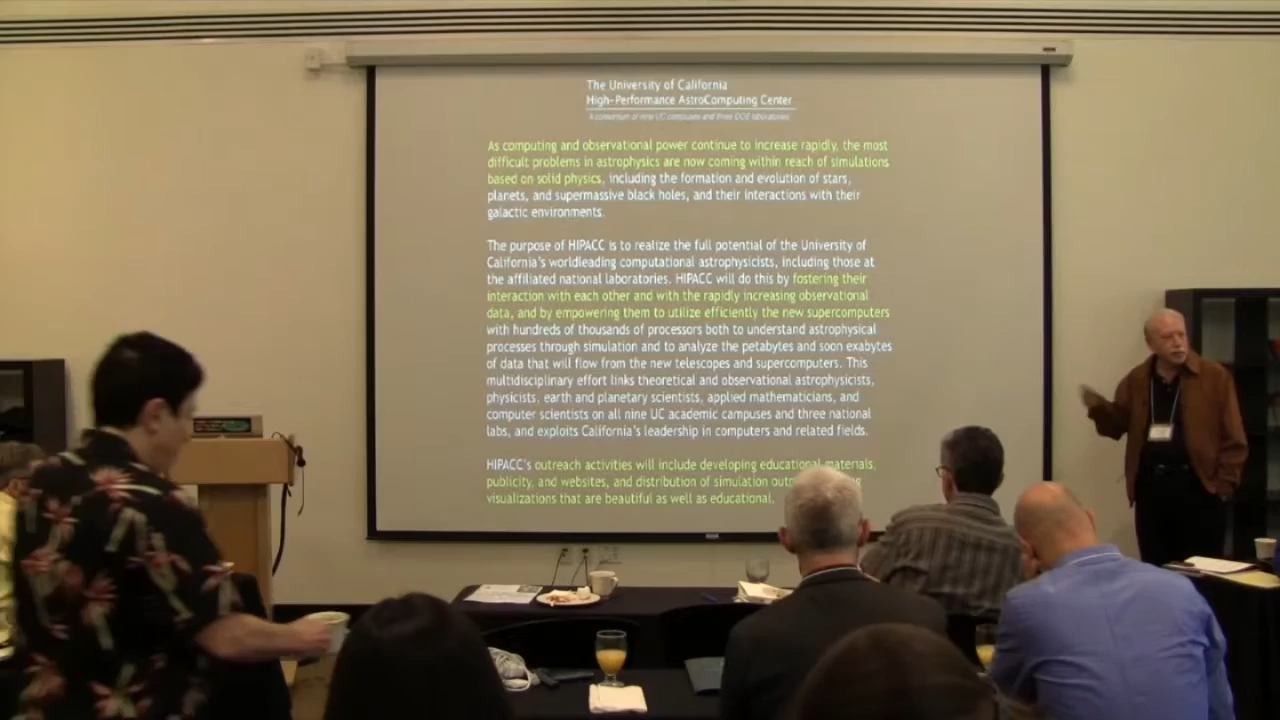 The University of California
High-Performance AstroComputing Center
A consortium of nine UC campuses and three DOE laboratories
As computing and observational power continue to increase rapidly, the most
difficult problems in astrophysics are now coming within reach of simulations
based on solid physics, including the formation and evolution of stars,
planets, and supermassive black holes, and their interactions with their
galactic environments.
The purpose of HIPACC is to realize the full potential of the University of
California's worldleading computational astrophysicists, including those at
the affiliated national laboratories. HIPACC will do this by fostering their
interaction with each other and with the rapidly increasing observational
data, and by empowering them to utilize efficiently the new supercomputers
with hundreds of thousands of processors both to understand astrophysical
processes through simulation and to analyze the petabytes and soon exabytes
of data that will flow from the new telescopes and supercomputers. This
multidisciplinary effort links theoretical and observational astrophysicists,
physicists, earth and planetary scientists, applied mathematicians, and
computer scientists on all nine UC academic campuses and three national
labs, and exploits California's leadership in computers and related fields.
HIPACC's outreach activities will include developing educational materials,
publicity, and websites, and distribution of simulation
visualizations that are beautiful as well as educational.